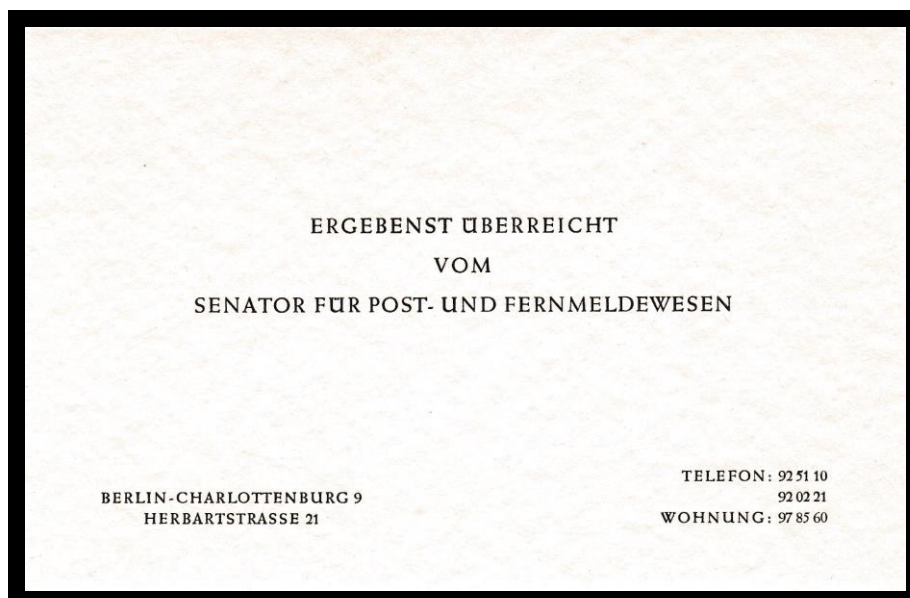 ERGEBENST ÜBERREICHT
VOM
SENATOR FÜR POST- UND FERNMELDEWESEN
BERLIN-CHARLOTTENBURG 9
HERBARTSTRASSE 21
TELEFON: 92 51 10
92 02 21
WOHNUNG: 97 85 60